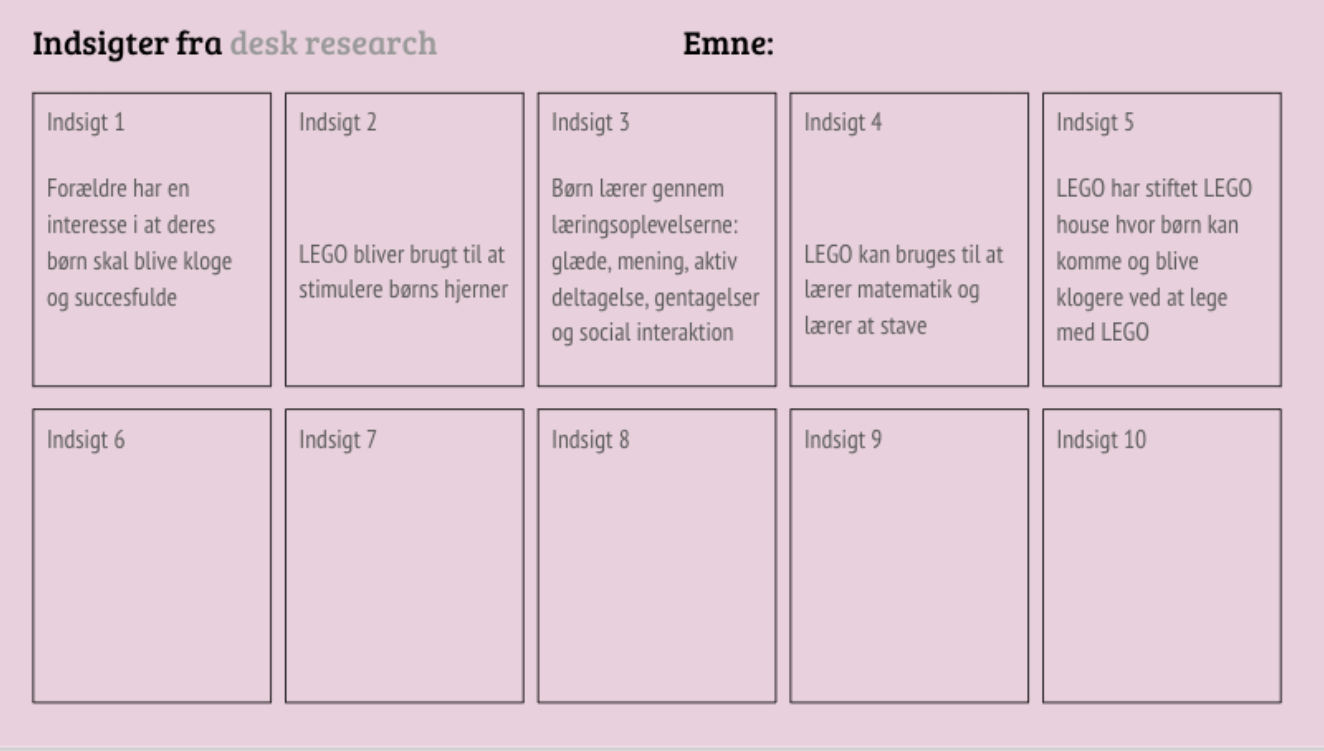 Indsigter fra desk research
Emne:
Indsigt 1
Forældre har en
interesse i at deres
børn skal blive kloge
og succesfulde
Indsigt 2
LEGO bliver brugt til at
stimulere børns hjerner
Indsigt 3
Børn lærer gennem
læringsoplevelserne:
glæde, mening, aktiv
deltagelse, gentagelser
og social interaktion
Indsigt 4
LEGO kan bruges til at
lærer matematik og
lærer at stave
Indsigt 5
LEGO har stiftet LEGO
house hvor børn kan
komme og blive
klogere ved at lege
med LEGO
Indsigt 6
Indsigt 7
Indsigt 8
Indsigt 9
Indsigt 10